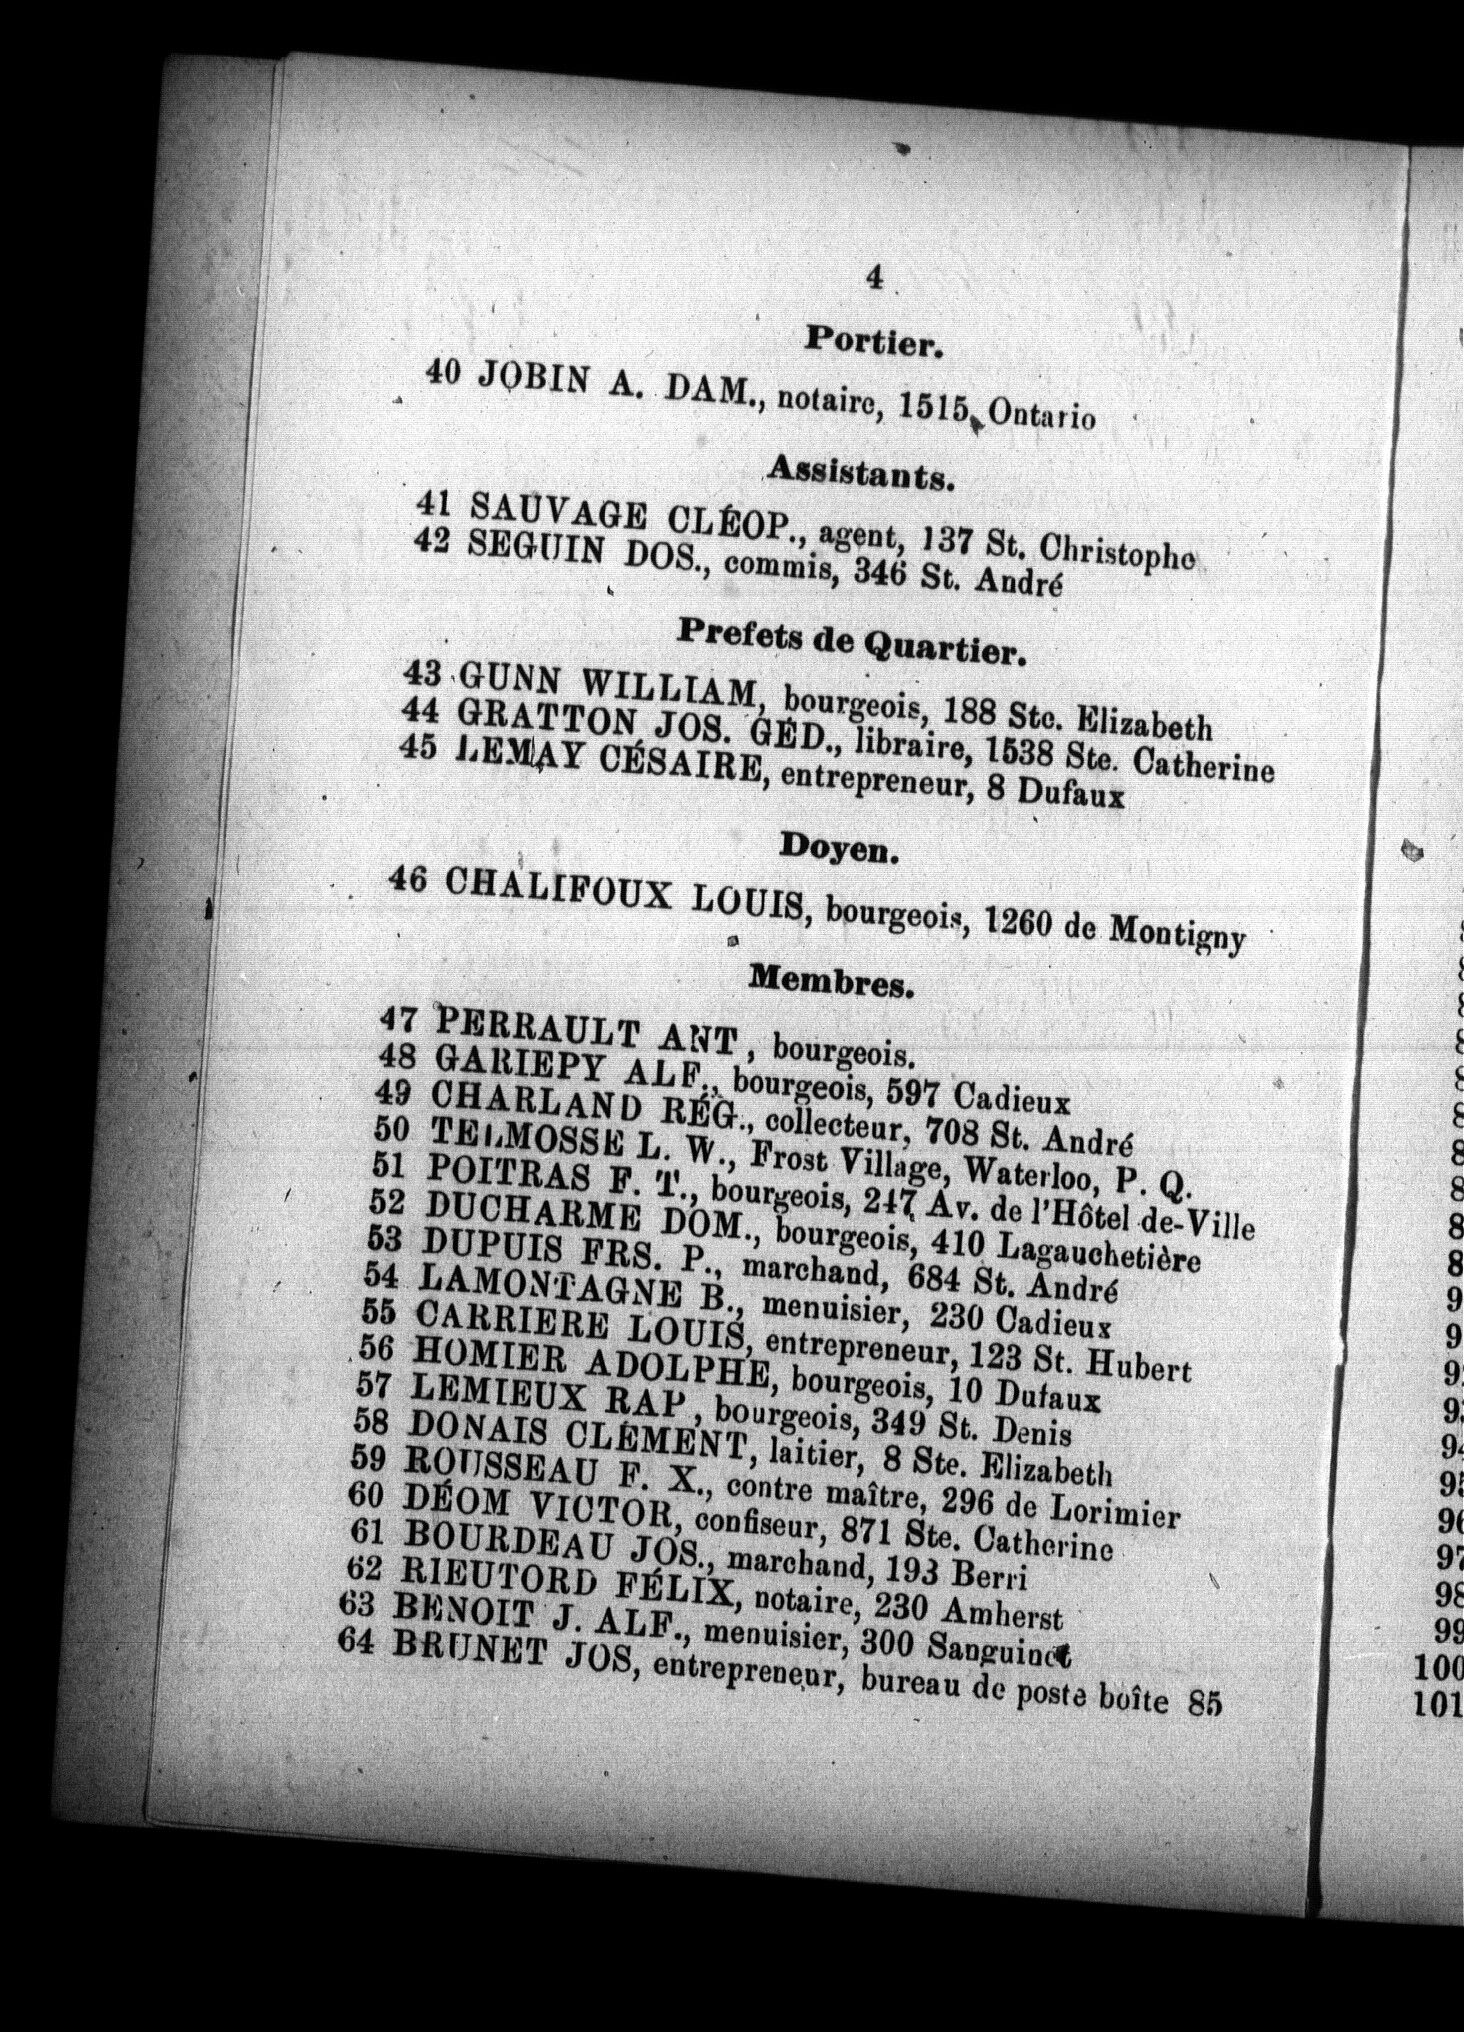 4
Portier.
40 JOBIN A. DAM., notaire, 1515, Ontario
Assistants.
41 SAUVAGE CLÉOP., agent, 137 St. Christophe
42 SEGUIN DOS., commis, 346 St. André
Prefets de Quartier.
43 GUNN WILLIAM, bourgeois, 188 Ste. Elizabeth
44 GRATTON JOS. GÉD., libraire, 1538 Ste. Catherine
45 LEMAY CÉSAIRE, entrepreneur, 8 Dufaux
Doyen.
46 CHALIFOUX LOUIS, bourgeois, 1260 de Montigny
Membres.
47 PERRAULT ANT, bourgeois.
48 GARIEPY ALF., bourgeois, 597 Cadieux
49 CHARLAND RÉG., collecteur, 708 St. André
50 TELMOSSE L. W., Frost Village, Waterloo, P. Q.
51 POITRAS F. T., bourgeois, 247 Av. de l'Hôtel de-Ville
52 DUCHARME DOM., bourgeois, 410 Lagauchetière
53 DUPUIS FRS. P., marchand, 684 St. André
54 LAMONTAGNE B., menuisier, 230 Cadieux
55 CARRIERE LOUIS, entrepreneur, 123 St. Hubert
56 HOMIER ADOLPHE, bourgeois, 10 Dufaux
57 LEMIEUX RAP, bourgeois, 349 St. Denis
58 DONAIS CLÉMENT, laitier, 8 Ste. Elizabeth
59 ROUSSEAU F. X., contre maître, 296 de Lorimier
60 DÉOM VICTOR, confiseur, 871 Ste. Catherine
61 BOURDEAU JOS., marchand, 193 Berri
62 RIEUTORD FÉLIX, notaire, 230 Amherst
63 BENOIT J. ALF., menuisier, 300 Sanguinet
64 BRUNET JOS, entrepreneur, bureau de poste boîte 85
100
101